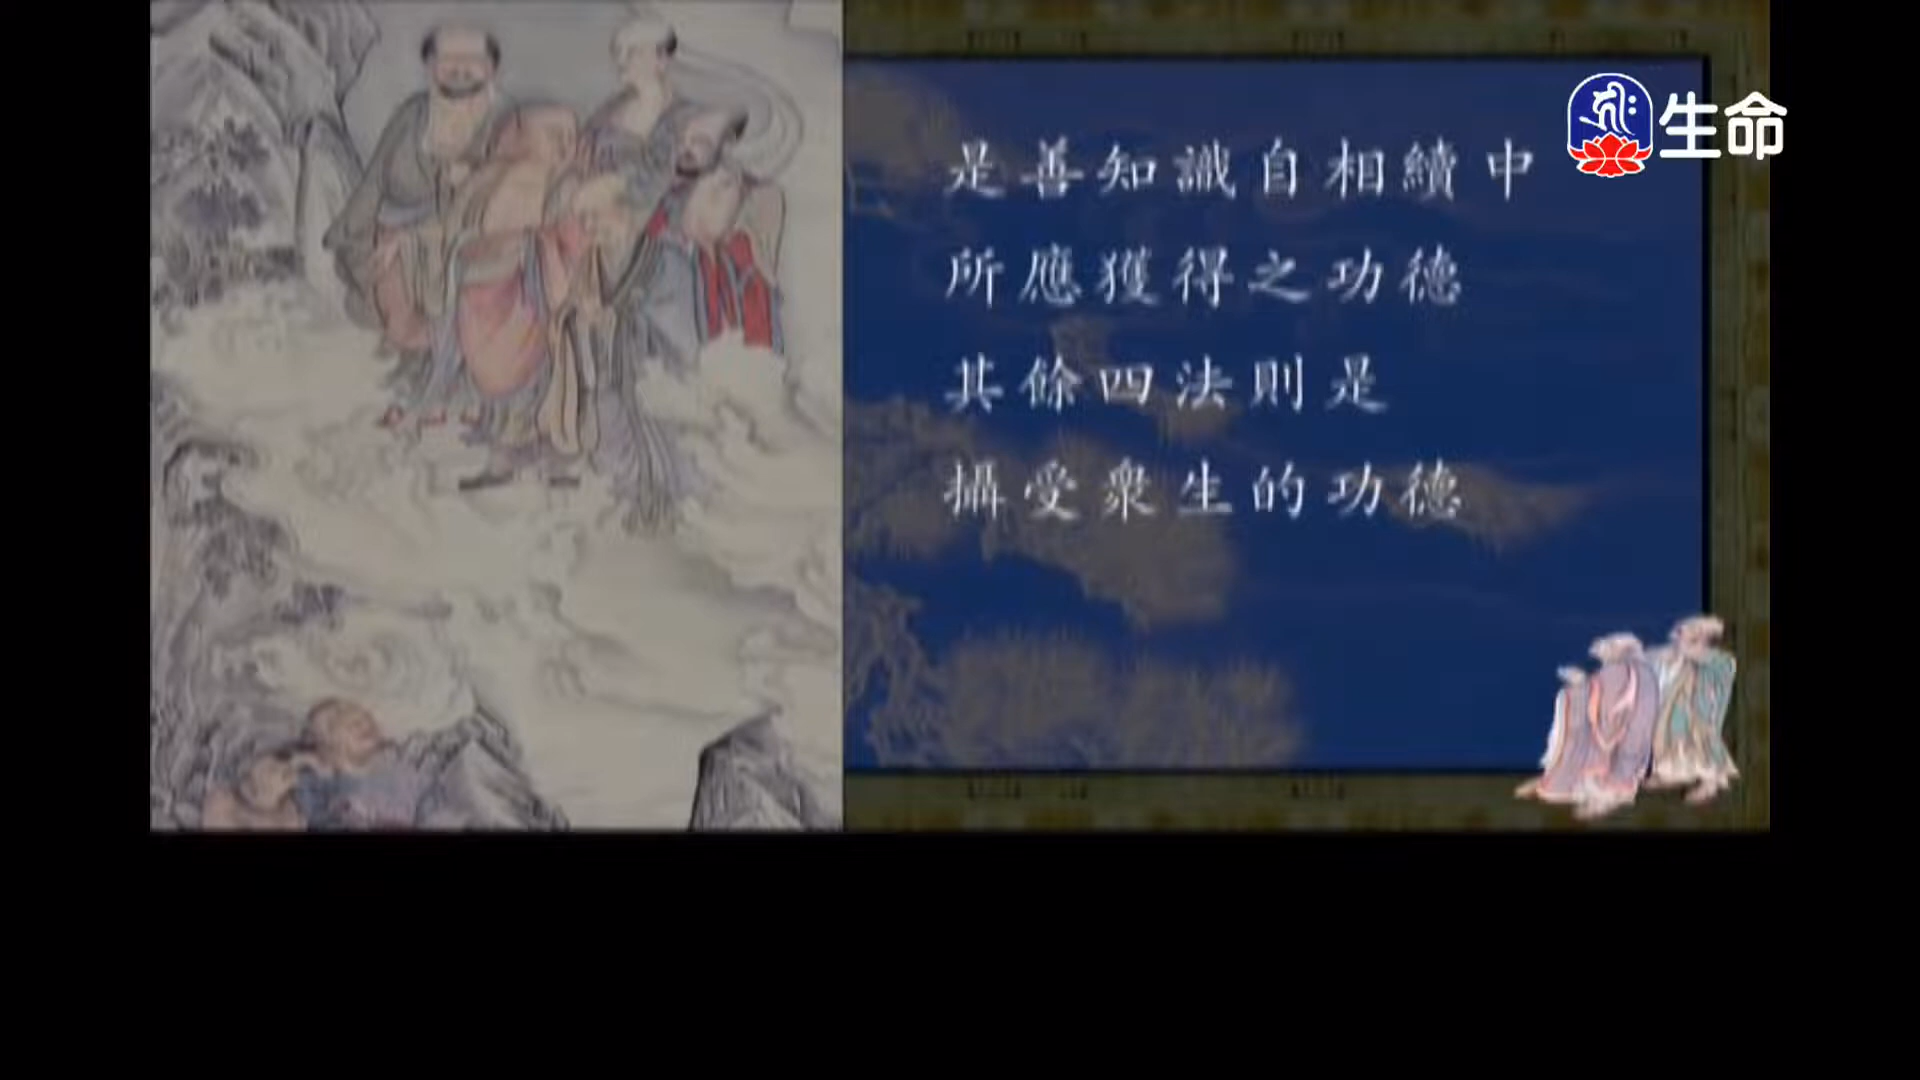 生命
是善知識自相續中
所應獲得之功德
其餘四法則是
攝受眾生的功德